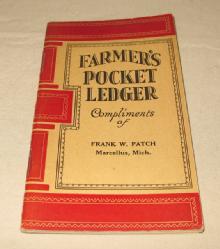 FARMER'S
POCKET
LEDGER
Compliments
of
FRANK W. PATCH
Marcellus, Mich.